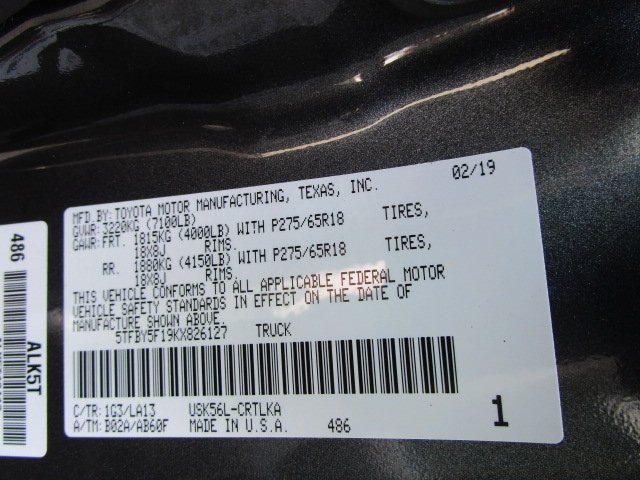 MFD.BY:TOYOTA MOTOR MANUFACTURING, TEXAS, INC. 02/19
GVWR: 3220KG (7100LB)
GAWR: FRT. 1815KG (4000LB) WITH P275/65R18 TIRES,
18X8J RIMS.
RR. 1880KG (4150LB) WITH P275/65R18 TIRES,
18X8J RIMS.
THIS VEHICLE CONFORMS TO ALL APPLICABLE FEDERAL MOTOR
VEHICLE SAFETY STANDARDS IN EFFECT ON THE DATE OF
MANUFACTURE SHOWN ABOVE.
5TFBY5F19KX826127 TRUCK
C/TR: 1G3/LA13 USK56L-CRTLKA
A/TM: B02A/AB60F MADE IN U.S.A. 486 1
486
ALK5T